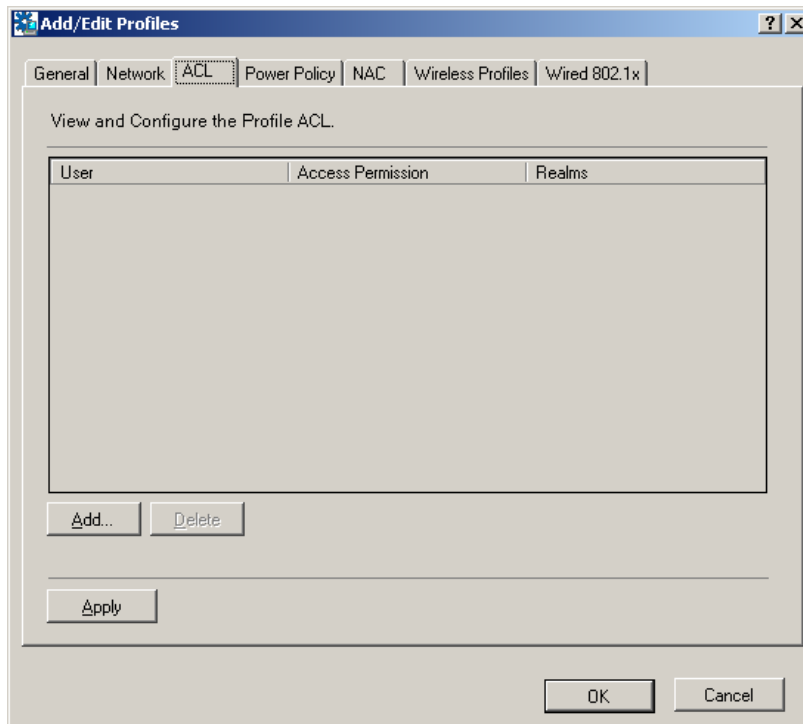 Add/Edit Profiles
General Network ACL Power Policy NAC Wireless Profiles Wired 802.1x
View and Configure the Profile ACL.
User Access Permission Realms
Add... Delete
Apply
OK Cancel